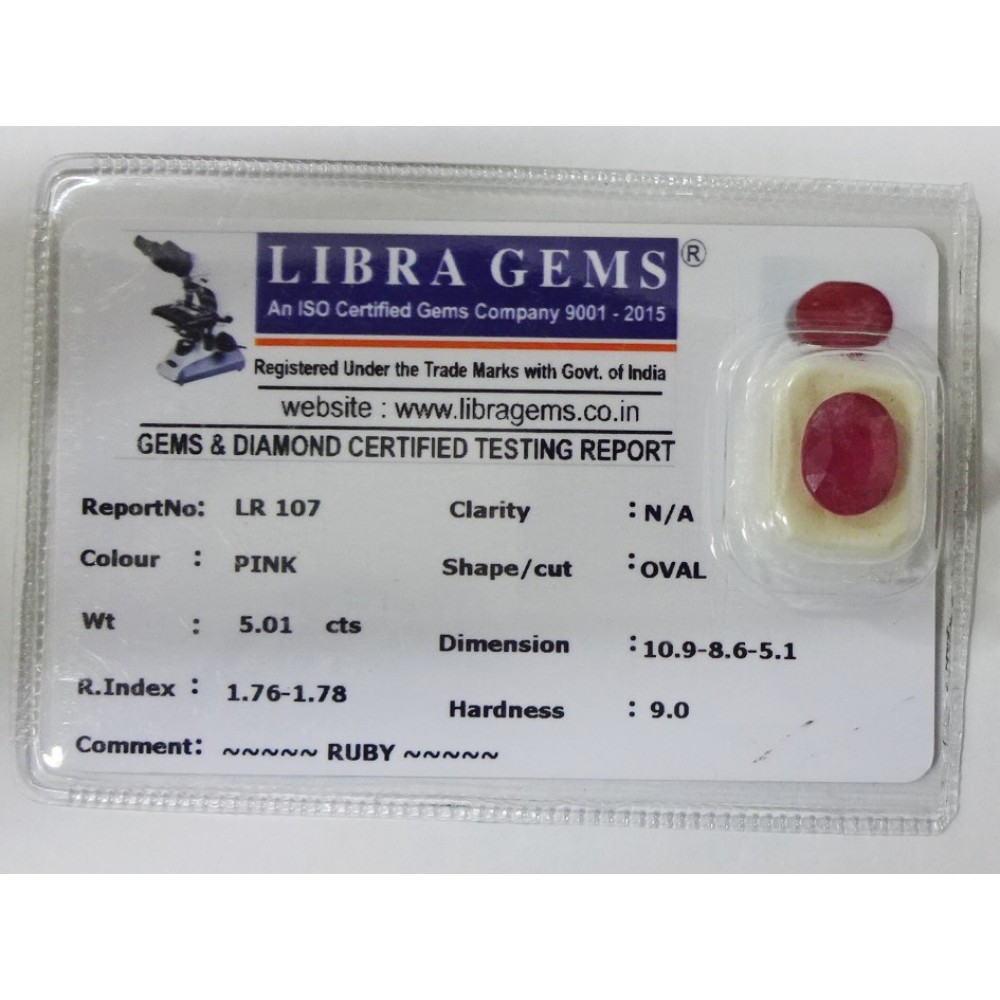 LIBRA GEMS ®
An ISO Certified Gems Company 9001 - 2015
Registered Under the Trade Marks with Govt. of India
website : www.libragems.co.in
GEMS & DIAMOND CERTIFIED TESTING REPORT
ReportNo: LR 107 Clarity : N/A
Colour : PINK Shape/cut : OVAL
Wt : 5.01 cts Dimension : 10.9-8.6-5.1
R.Index : 1.76-1.78 Hardness : 9.0
Comment: ~~~~~ RUBY ~~~~~